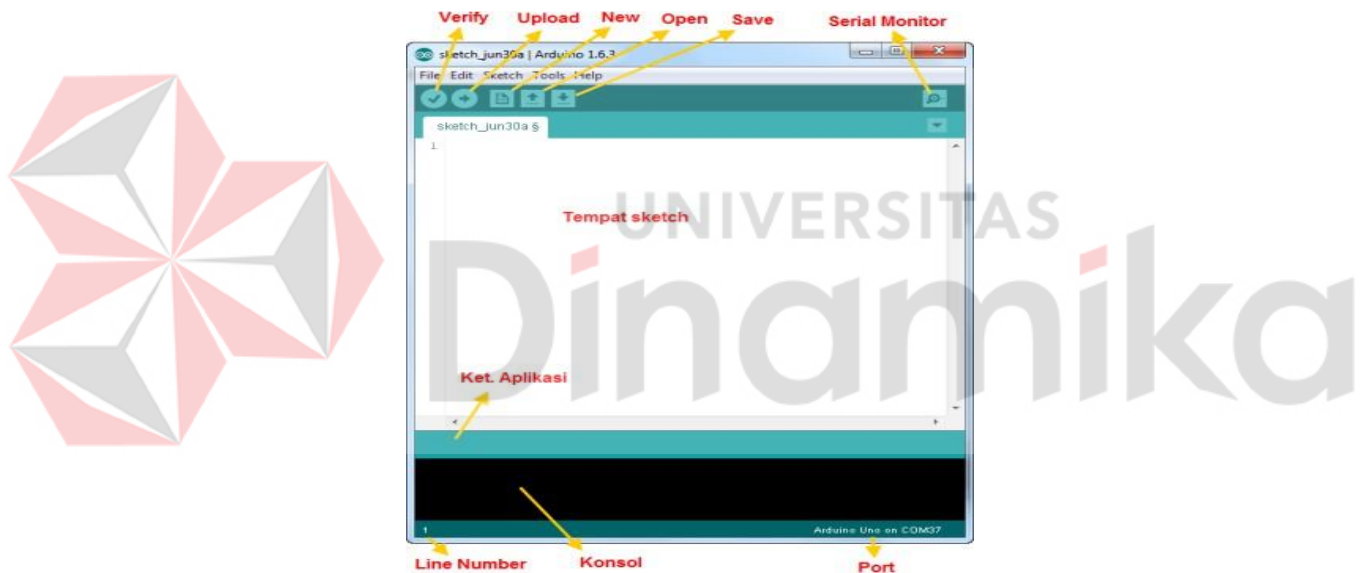 Verify Upload New Open Save Serial Monitor
sketch_jun30a | Arduino 1.6.3
File Edit Sketch Tools Help
sketch_jun30a §
1
UNIVERSITAS
Tempat sketch
Dinamika
Ket. Aplikasi
1 Arduino Uno on COM37
Line Number Konsol Port